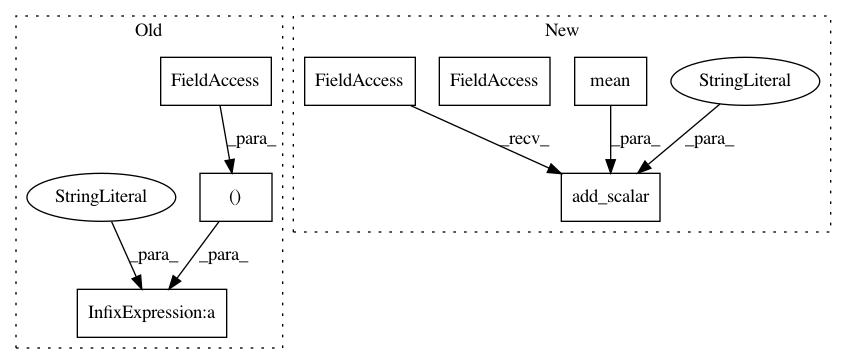 Old
New
FieldAccess
FieldAccess
FieldAccess
mean
StringLiteral
_para_
_recv_
_para_
_para_
StringLiteral
()
add_scalar
_para_
_para_
InfixExpression:a